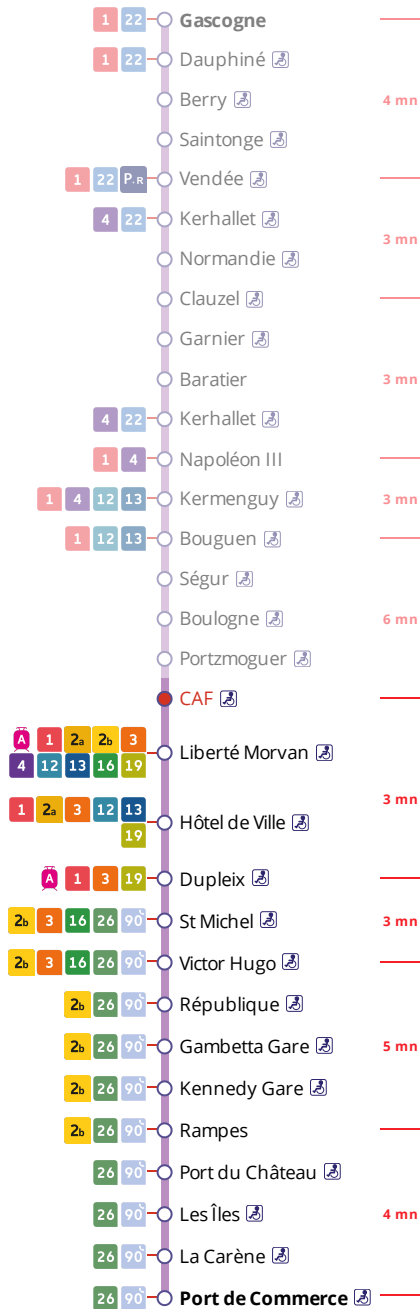 1 22 Gascogne
1 22 Dauphiné
Berry 4 mn
Saintonge
1 22 P+R Vendée
4 22 Kerhallet
Normandie 3 mn
Clauzel
Garnier
Baratier 3 mn
4 22 Kerhallet
1 4 Napoléon III
1 4 12 13 Kermenguy 3 mn
1 12 13 Bouguen
Ségur
Boulogne 6 mn
Portzmoguer
CAF
A 1 2a 2b 3
4 12 13 16 19
Liberté Morvan
3 mn
1 2a 3 12 13
19
Hôtel de Ville
A 1 3 19 Dupleix
2b 3 16 26 90 St Michel 3 mn
2b 3 16 26 90 Victor Hugo
2b 26 90 République
2b 26 90 Gambetta Gare 5 mn
2b 26 90 Kennedy Gare
2b 26 90 Rampes
26 90 Port du Château
26 90 Les Îles 4 mn
26 90 La Carène
26 90 Port de Commerce